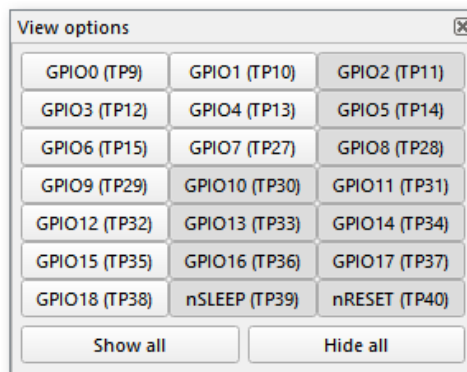 View options
GPIO0 (TP9) GPIO1 (TP10) GPIO2 (TP11)
GPIO3 (TP12) GPIO4 (TP13) GPIO5 (TP14)
GPIO6 (TP15) GPIO7 (TP27) GPIO8 (TP28)
GPIO9 (TP29) GPIO10 (TP30) GPIO11 (TP31)
GPIO12 (TP32) GPIO13 (TP33) GPIO14 (TP34)
GPIO15 (TP35) GPIO16 (TP36) GPIO17 (TP37)
GPIO18 (TP38) nSLEEP (TP39) nRESET (TP40)
Show all Hide all